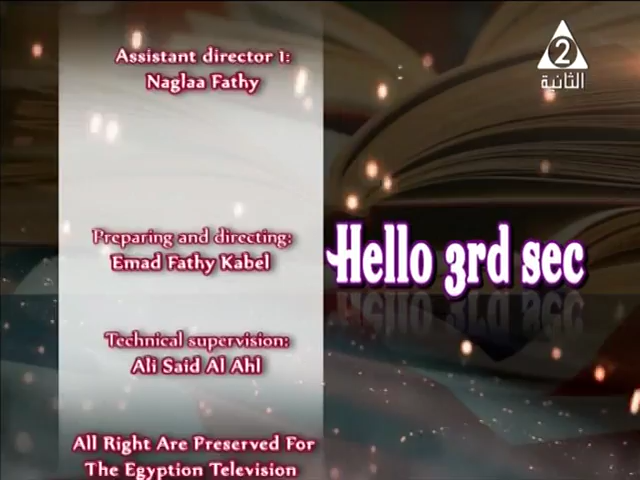 Assistant director 1:
Naglaa Fathy
2
الثانية
Preparing and directing:
Emad Fathy Kabel
Hello 3rd sec
Technical supervision:
Ali Said Al Ahl
All Right Are Preserved For
The Egyption Television